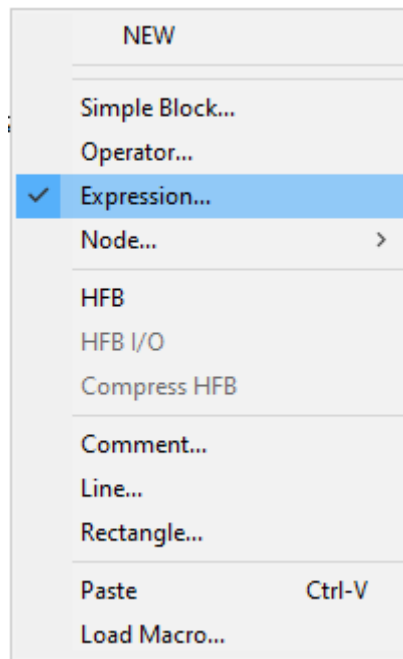 NEW
Simple Block...
Operator...
Expression...
Node...
HFB
HFB I/O
Compress HFB
Comment...
Line...
Rectangle...
Paste Ctrl-V
Load Macro...